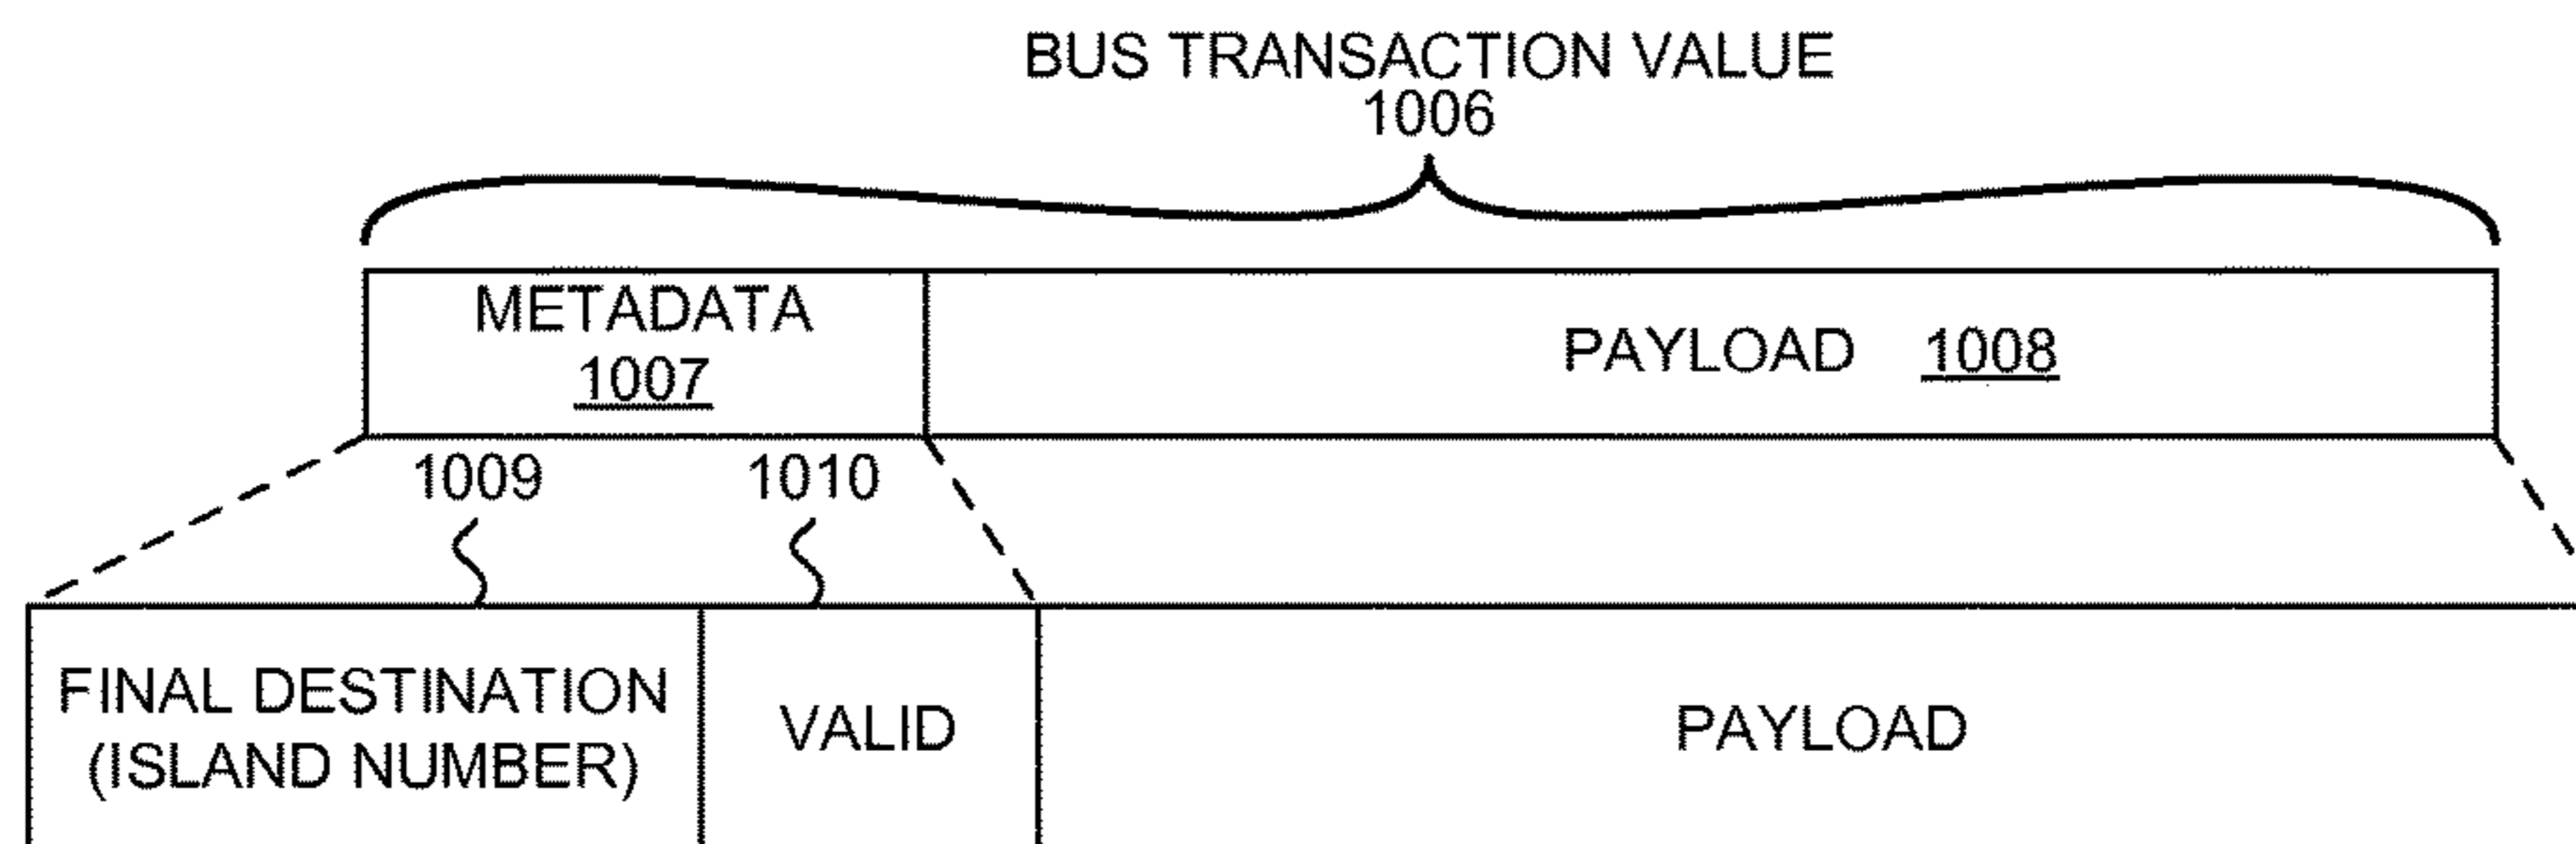 BUS TRANSACTION VALUE
1006
METADATA
1007
PAYLOAD 1008
1009 1010
FINAL DESTINATION
(ISLAND NUMBER)
VALID
PAYLOAD